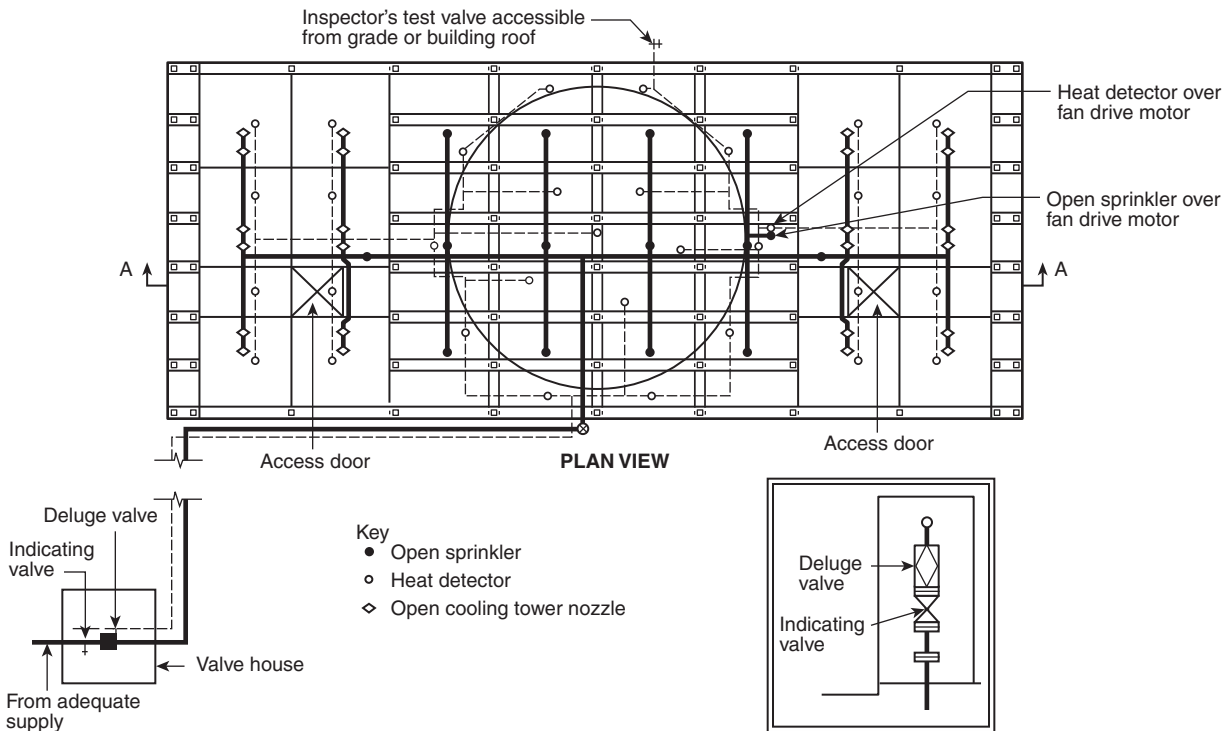 Inspector's test valve accessible
from grade or building roof
Heat detector over
fan drive motor
Open sprinkler over
fan drive motor
A
A
Access door
PLAN VIEW
Access door
Deluge valve
Indicating
valve
Valve house
From adequate
supply
Key
Open sprinkler
Heat detector
Open cooling tower nozzle
Deluge
valve
Indicating
valve